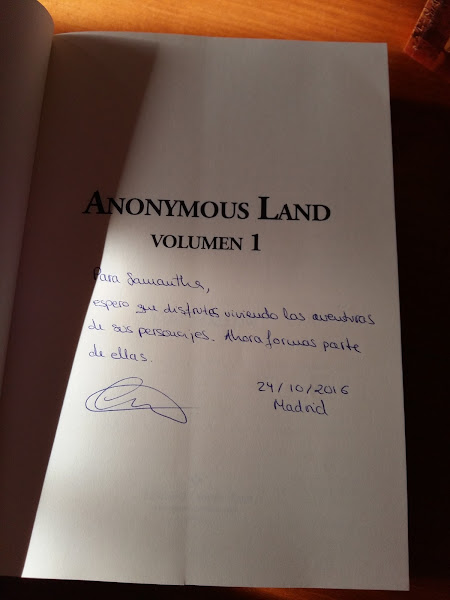 ANONYMOUS LAND
VOLUMEN 1
Para Samantha,
espero que disfrutes viviendo las aventuras
de sus personajes. Ahora formas parte
de ellas.
24/10/2016
Madrid